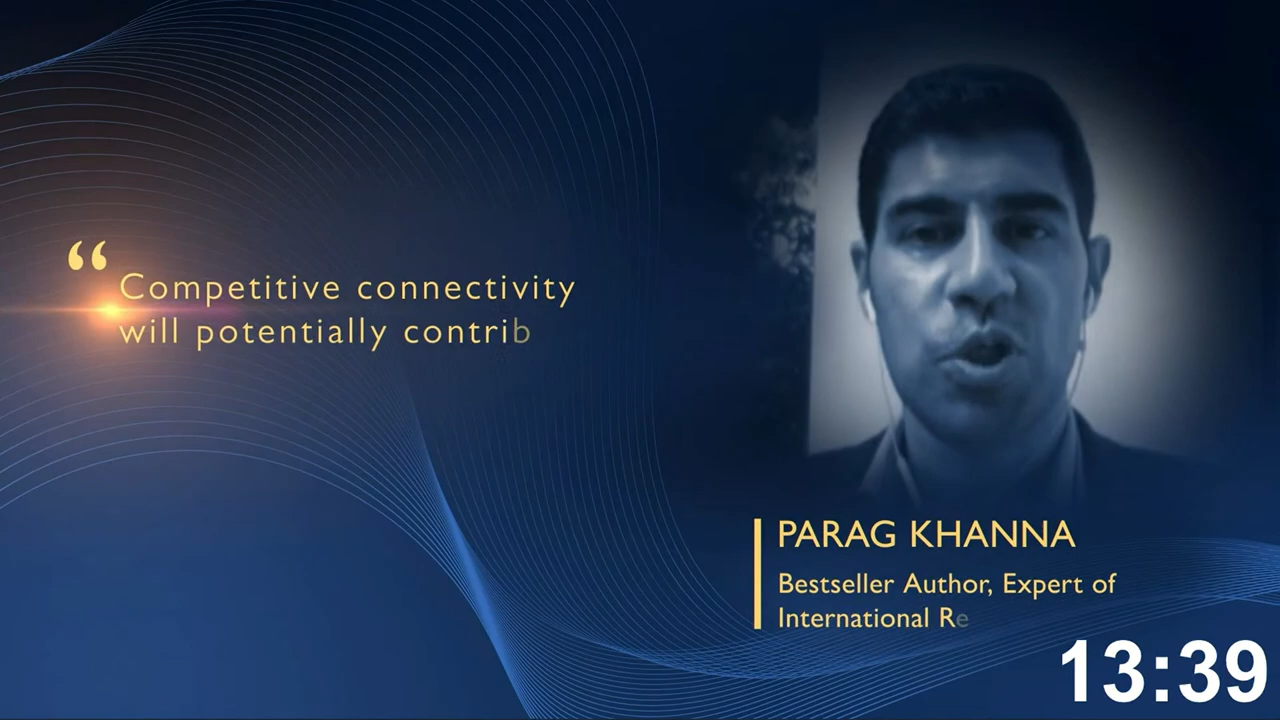 “
Competitive connectivity
will potentially contrib
PARAG KHANNA
Bestseller Author, Expert of
International Re
13:39